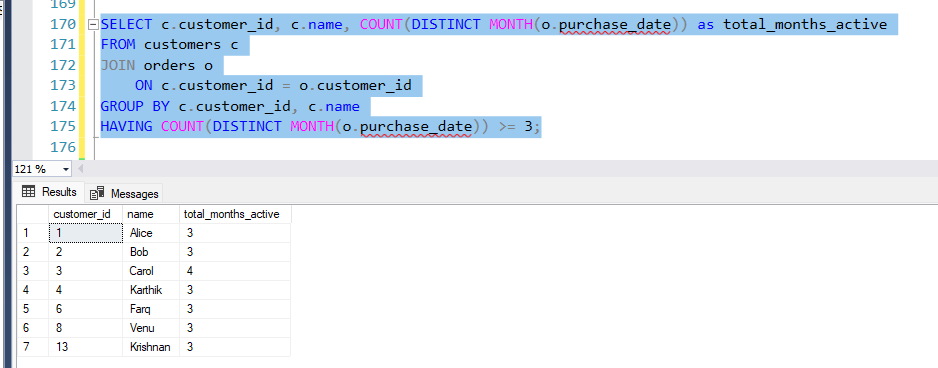 169
170 SELECT c.customer_id, c.name, COUNT(DISTINCT MONTH(o.purchase_date)) as total_months_active
171 FROM customers c
172 JOIN orders o
173 ON c.customer_id = o.customer_id
174 GROUP BY c.customer_id, c.name
175 HAVING COUNT(DISTINCT MONTH(o.purchase_date)) >= 3;
176
121 %
Results Messages
customer_id name total_months_active
1 1 Alice 3
2 2 Bob 3
3 3 Carol 4
4 4 Karthik 3
5 6 Farq 3
6 8 Venu 3
7 13 Krishnan 3